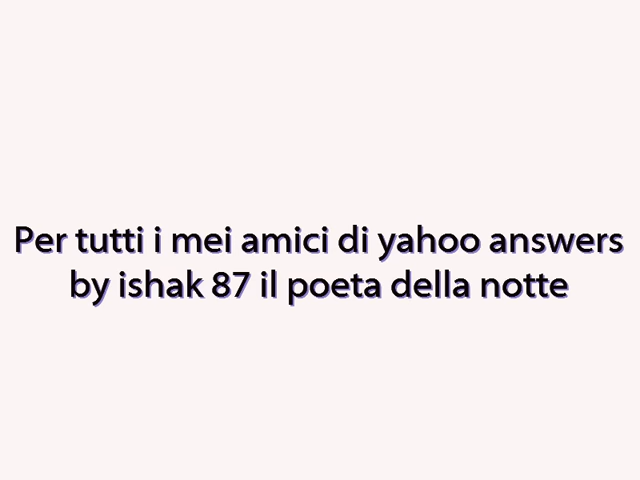 Per tutti i mei amici di yahoo answers
by ishak 87 il poeta della notte